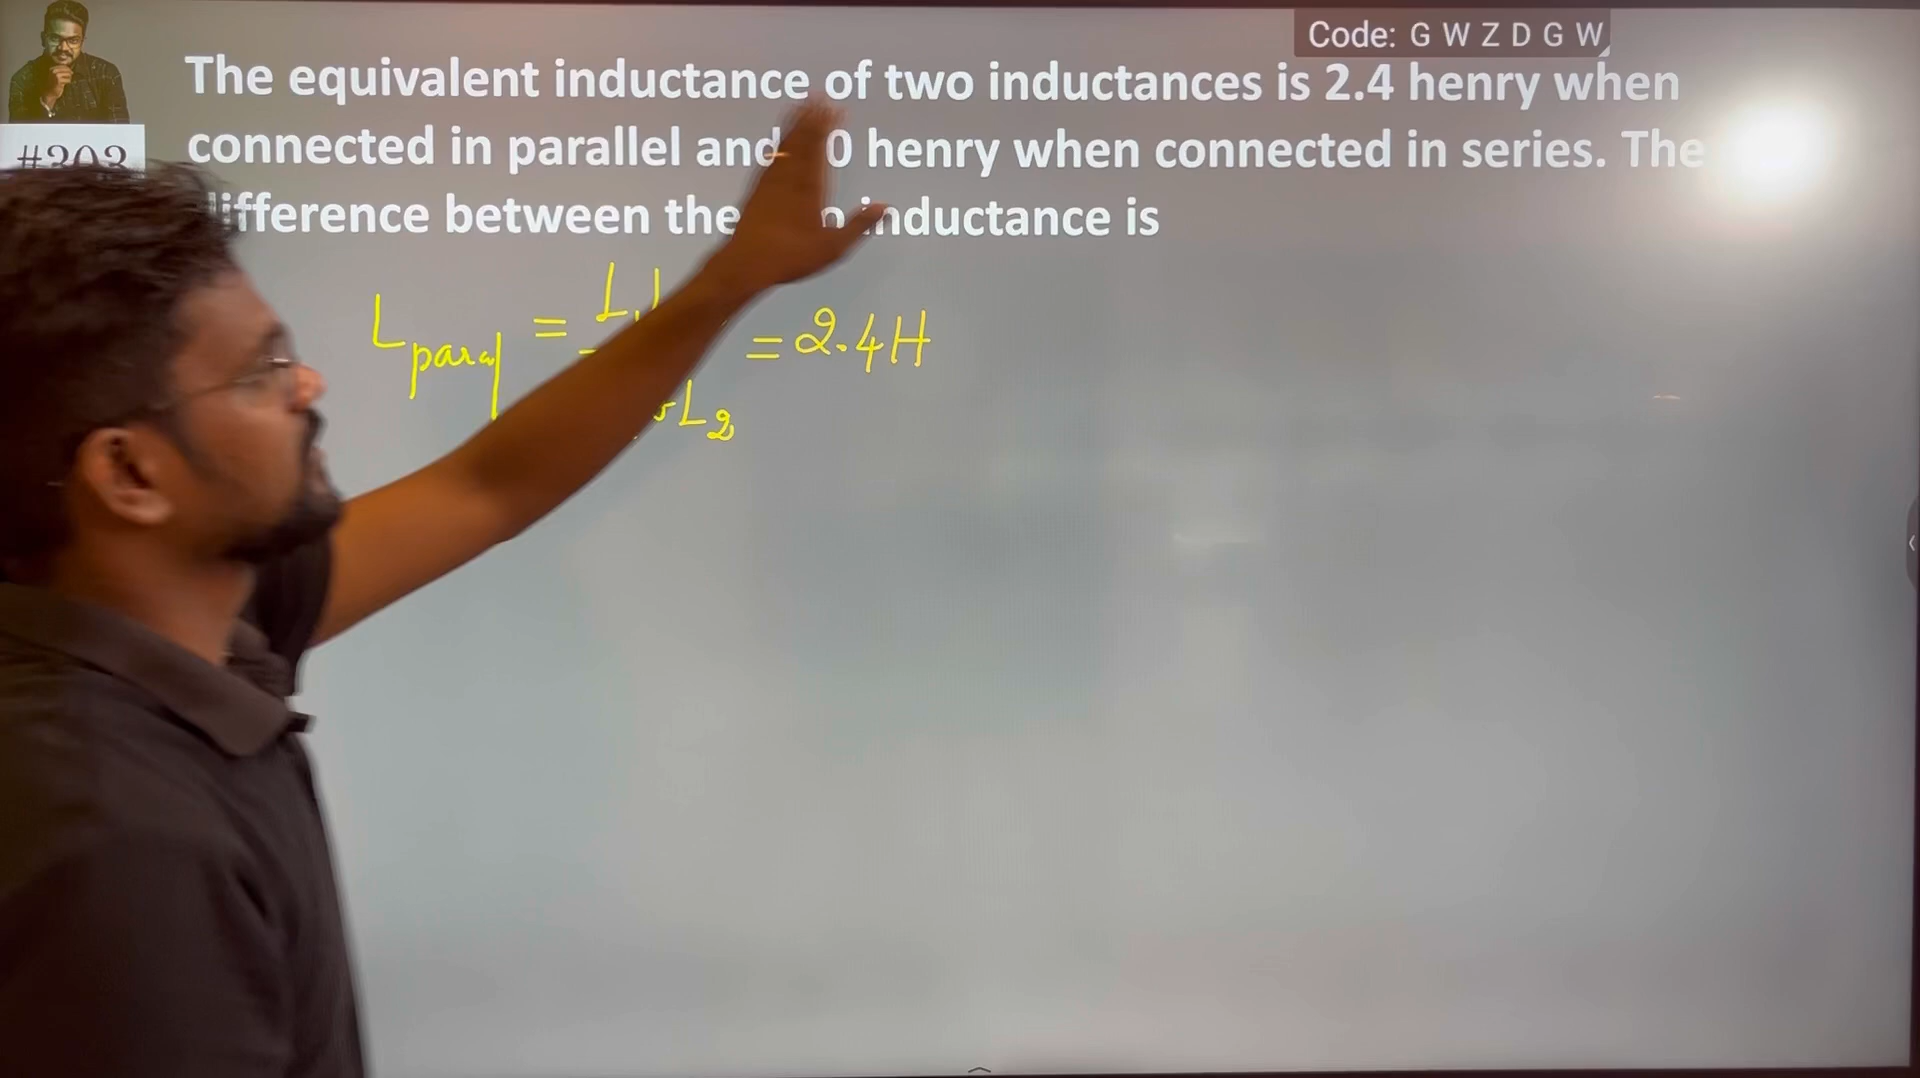 Code: G W Z D G W
The equivalent inductance of two inductances is 2.4 henry when
#303
connected in parallel and 0 henry when connected in series. The
ifference between the inductance is
L = L = 2.4H
L2